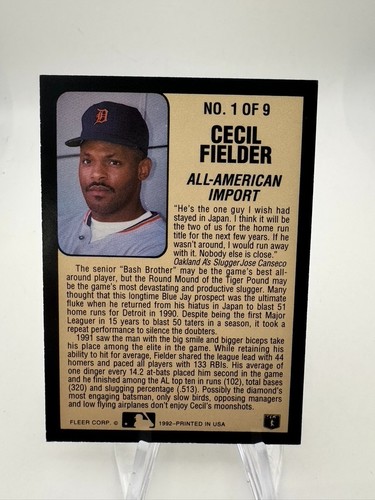 NO. 1 OF 9
CECIL
FIELDER
ALL-AMERICAN
IMPORT
"He's the one guy I wish had
stayed in Japan. I think it will be
the two of us for the home run
title for the next few years. If he
wasn't around, I would run away
with it. Nobody else is close."
Oakland A's Slugger Jose Canseco
The senior "Bash Brother" may be the game's best all-
around player, but the Round Mound of the Tiger Pound may
be the game's most devastating and productive slugger. Many
thought that this longtime Blue Jay prospect was the ultimate
fluke when he returned from his hiatus in Japan to blast 51
home runs for Detroit in 1990. Despite being the first Major
Leaguer in 15 years to blast 50 taters in a season, it took a
repeat performance to silence the doubters.
1991 saw the man with the big smile and bigger biceps take
his place among the elite in the game. While retaining his
ability to hit for average, Fielder shared the league lead with 44
homers and paced all players with 133 RBIs. His average of
one dinger every 14.2 at-bats placed him second in the game
and he finished among the AL top ten in runs (102), total bases
(320) and slugging percentage (.513). Possibly the diamond's
most engaging batsman, only slow birds, opposing managers
and low flying airplanes don't enjoy Cecil's moonshots.
FLEER CORP. © 1992-PRINTED IN USA